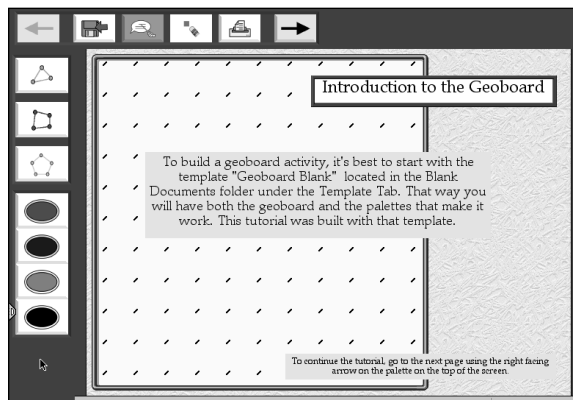 Introduction to the Geoboard
To build a geoboard activity, it's best to start with the
template "Geoboard Blank" located in the Blank
Documents folder under the Template Tab. That way you
will have both the geoboard and the palettes that make it
work. This tutorial was built with that template.
To continue the tutorial, go to the next page using the right facing
arrow on the palette on the top of the screen.